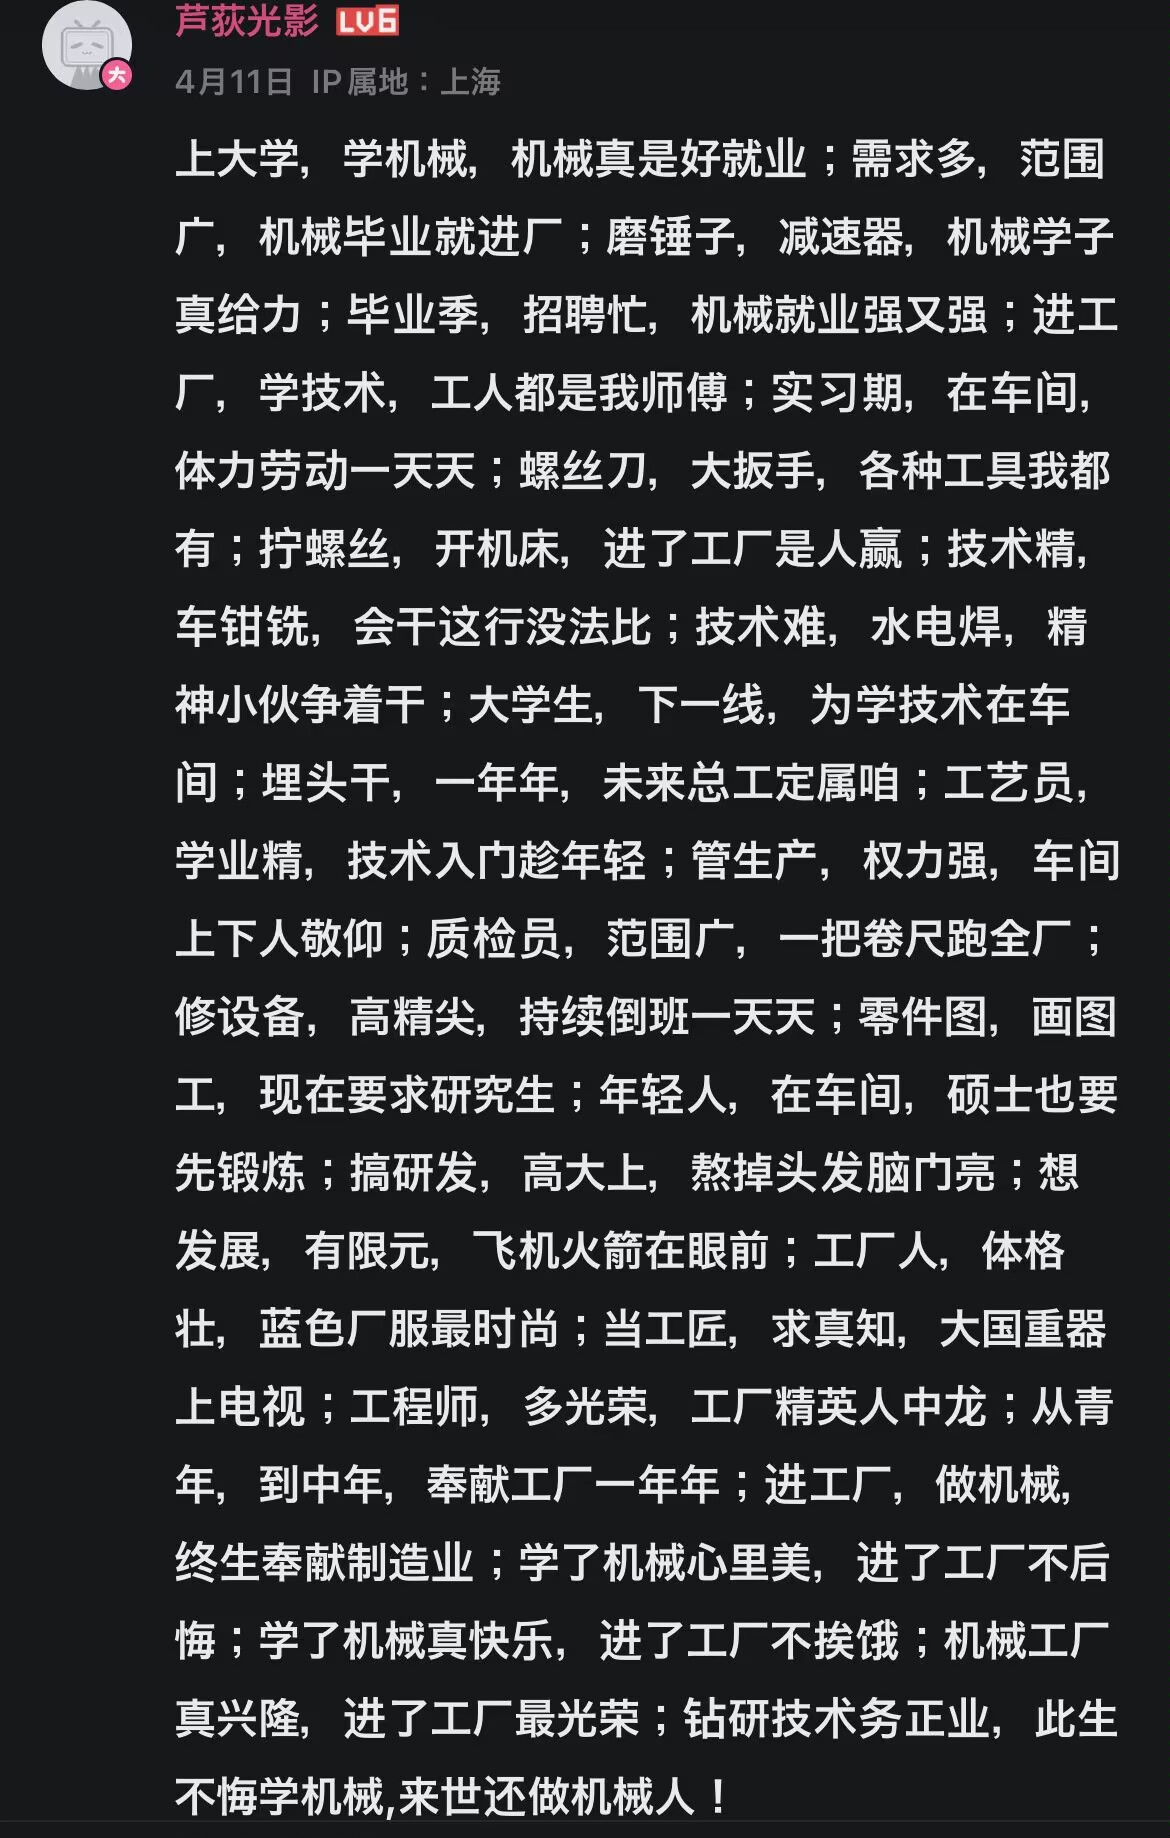 芦荻光影 LV6
4月11日 IP属地：上海
上大学，学机械，机械真是好就业；需求多，范围
广，机械毕业就进厂；磨锤子，减速器，机械学子
真给力；毕业季，招聘忙，机械就业强又强；进工
厂，学技术，工人都是我师傅；实习期，在车间，
体力劳动一天天；螺丝刀，大扳手，各种工具我都
有；拧螺丝，开机床，进了工厂是人赢；技术精，
车钳铣，会干这行没法比；技术难，水电焊，精
神小伙争着干；大学生，下一线，为学技术在车
间；埋头干，一年年，未来总工定属咱；工艺员，
学业精，技术入门趁年轻；管生产，权力强，车间
上下人敬仰；质检员，范围广，一把卷尺跑全厂；
修设备，高精尖，持续倒班一天天；零件图，画图
工，现在要求研究生；年轻人，在车间，硕士也要
先锻炼；搞研发，高大上，熬掉头发脑门亮；想
发展，有限元，飞机火箭在眼前；工厂人，体格
壮，蓝色厂服最时尚；当工匠，求真知，大国重器
上电视；工程师，多光荣，工厂精英人中龙；从青
年，到中年，奉献工厂一年年；进工厂，做机械，
终生奉献制造业；学了机械心里美，进了工厂不后
悔；学了机械真快乐，进了工厂不挨饿；机械工厂
真兴隆，进了工厂最光荣；钻研技术务正业，此生
不悔学机械,来世还做机械人！